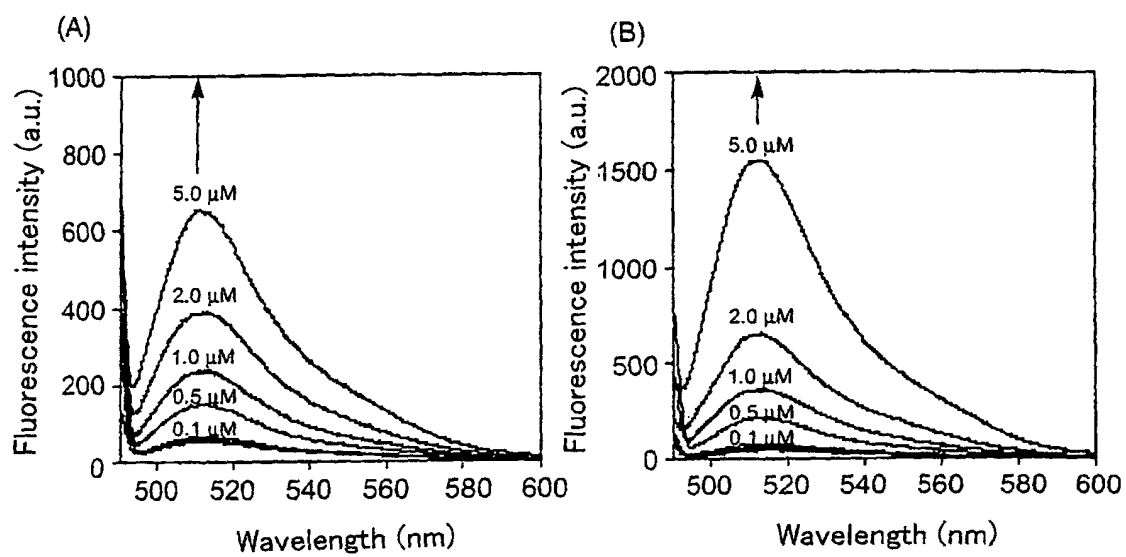 (A)
Fluorescence intensity (a.u.)
1000
800
600
400
200
0
5.0 μM
2.0 μM
1.0 μM
0.5 μM
0.1 μM
500 520 540 560 580 600
Wavelength (nm)
(B)
Fluorescence intensity (a.u.)
2000
1500
1000
500
0
5.0 μM
2.0 μM
1.0 μM
0.5 μM
0.1 μM
500 520 540 560 580 600
Wavelength (nm)